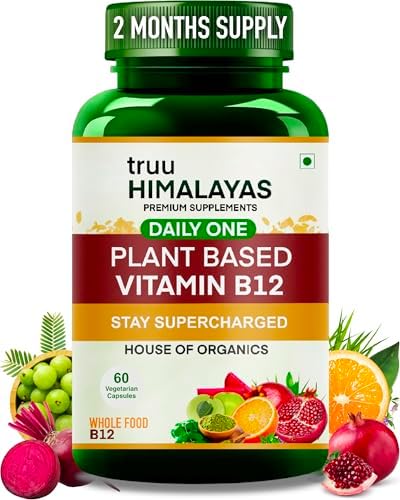 2 MONTHS SUPPLY
truu
HIMALAYAS
PREMIUM SUPPLEMENTS
DAILY ONE
PLANT BASED
VITAMIN B12
STAY SUPERCHARGED
HOUSE OF ORGANICS
60
Vegetarian
Capsules
WHOLE FOOD
B12